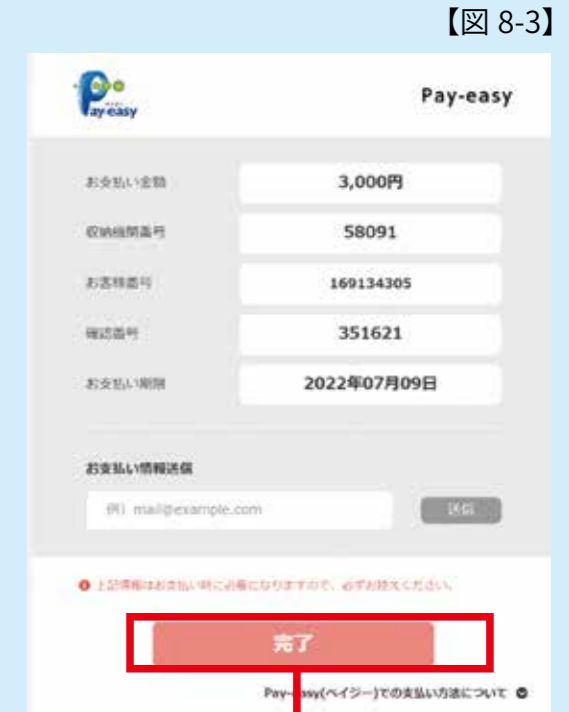 【図 8-3】
Pay-easy
Pay-easy
お支払い金額
3,000円
収納機関番号
58091
お客様番号
169134305
確認番号
351621
お支払い期限
2022年07月09日
お支払い情報送信
例) mail@example.com
送信
上記情報はお支払い時に必要になりますので、必ずお控えください。
完了
Pay-easy(ペイジー)での支払い方法について